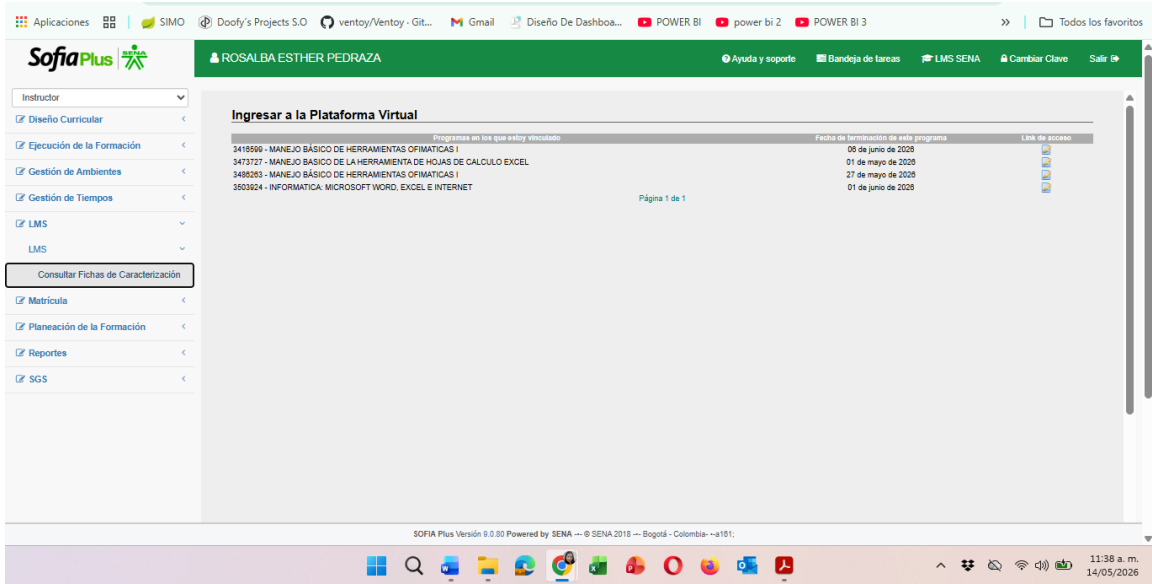 Aplicaciones SIMO Doofy's Projects S.O ventoy/Ventoy · Git... Gmail Diseño De Dashboa... POWER BI power bi 2 POWER BI 3 » Todos los favoritos
SofiaPlus SENA
ROSALBA ESTHER PEDRAZA
Ayuda y soporte Bandeja de tareas LMS SENA Cambiar Clave Salir
Instructor
Diseño Curricular
Ejecución de la Formación
Gestión de Ambientes
Gestión de Tiempos
LMS
LMS
Consultar Fichas de Caracterización
Matrícula
Planeación de la Formación
Reportes
SGS
Ingresar a la Plataforma Virtual
Programas en los que estoy vinculado Fecha de terminación de este programa Link de acceso
3416599 - MANEJO BÁSICO DE HERRAMIENTAS OFIMATICAS I 06 de junio de 2026
3473727 - MANEJO BASICO DE LA HERRAMIENTA DE HOJAS DE CALCULO EXCEL 01 de mayo de 2026
3486263 - MANEJO BÁSICO DE HERRAMIENTAS OFIMATICAS I 27 de mayo de 2026
3503924 - INFORMATICA: MICROSOFT WORD, EXCEL E INTERNET 01 de junio de 2026
Página 1 de 1
SOFIA Plus Versión 9.0.80 Powered by SENA --- © SENA 2018 --- Bogotá - Colombia- --a161;
11:38 a. m.
14/05/2026